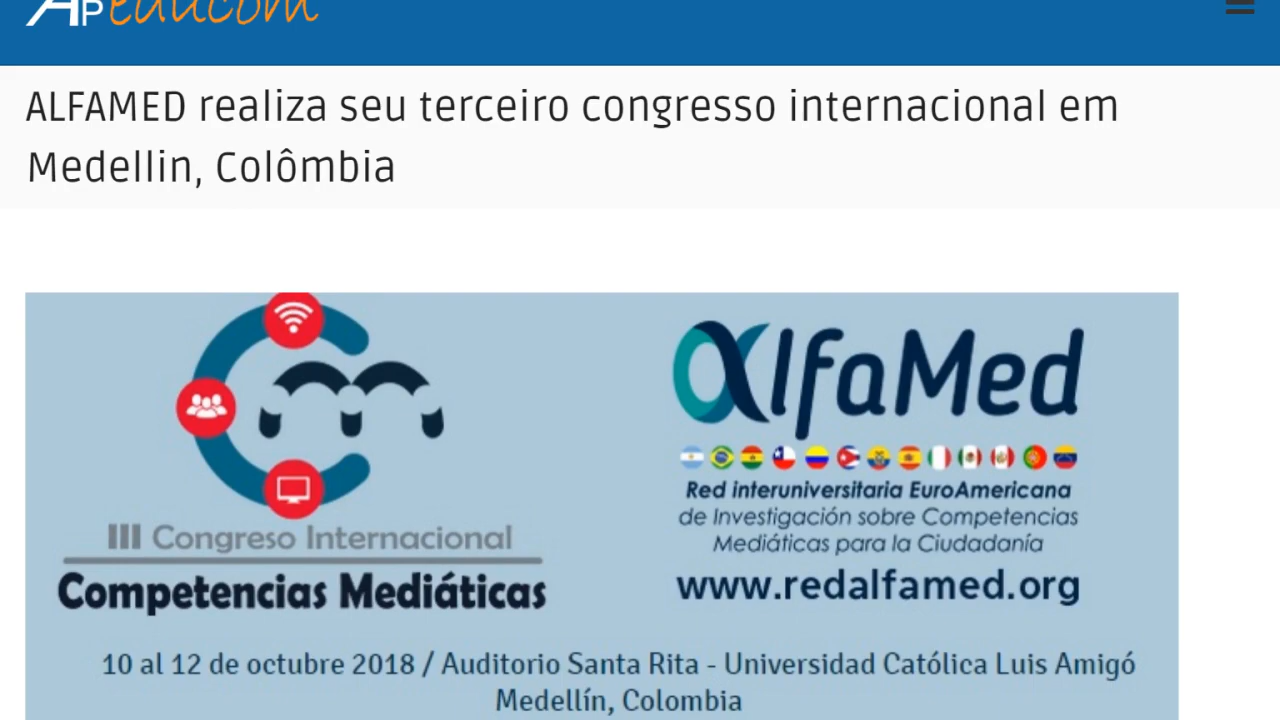 APeducom
ALFAMED realiza seu terceiro congresso internacional em
Medellin, Colômbia
AlfaMed
Red interuniversitaria EuroAmericana
de Investigación sobre Competencias
Mediáticas para la Ciudadanía
www.redalfamed.org
III Congreso Internacional
Competencias Mediáticas
10 al 12 de octubre 2018 / Auditorio Santa Rita - Universidad Católica Luis Amigó
Medellín, Colombia